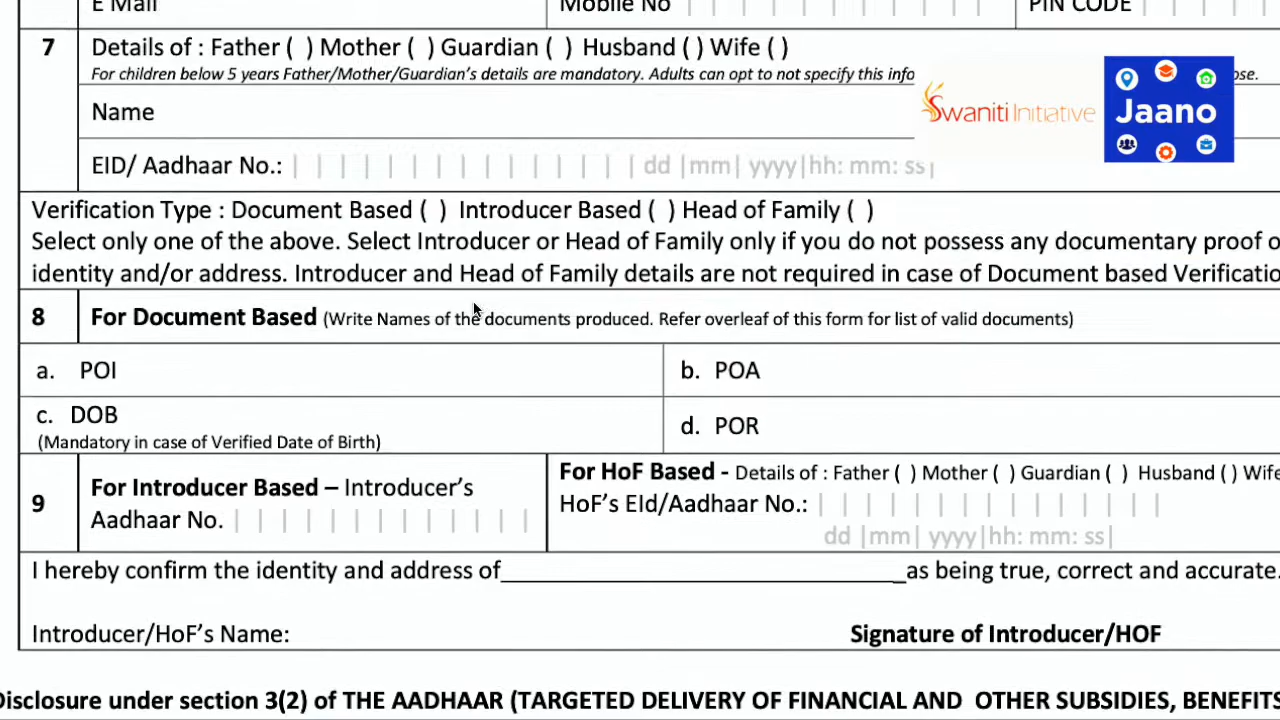 E Mail Mobile No PIN CODE
7 Details of : Father ( ) Mother ( ) Guardian ( ) Husband ( ) Wife ( )
For children below 5 years Father/Mother/Guardian's details are mandatory. Adults can opt to not specify this info ose.
Swaniti Initiative
Jaano
Name
EID/ Aadhaar No.: | | | | | | | | | | | | | | | dd |mm| yyyy|hh: mm: ss|
Verification Type : Document Based ( ) Introducer Based ( ) Head of Family ( )
Select only one of the above. Select Introducer or Head of Family only if you do not possess any documentary proof o
identity and/or address. Introducer and Head of Family details are not required in case of Document based Verificatio
8 For Document Based (Write Names of the documents produced. Refer overleaf of this form for list of valid documents)
a. POI b. POA
c. DOB d. POR
(Mandatory in case of Verified Date of Birth)
9 For Introducer Based – Introducer's
Aadhaar No. | | | | | | | | | | | | |
For HoF Based - Details of : Father ( ) Mother ( ) Guardian ( ) Husband ( ) Wife
HoF's EId/Aadhaar No.: | | | | | | | | | | | | | | |
dd |mm| yyyy|hh: mm: ss|
I hereby confirm the identity and address of_________________________________as being true, correct and accurate.
Introducer/HoF's Name: Signature of Introducer/HOF
Disclosure under section 3(2) of THE AADHAAR (TARGETED DELIVERY OF FINANCIAL AND OTHER SUBSIDIES, BENEFITS